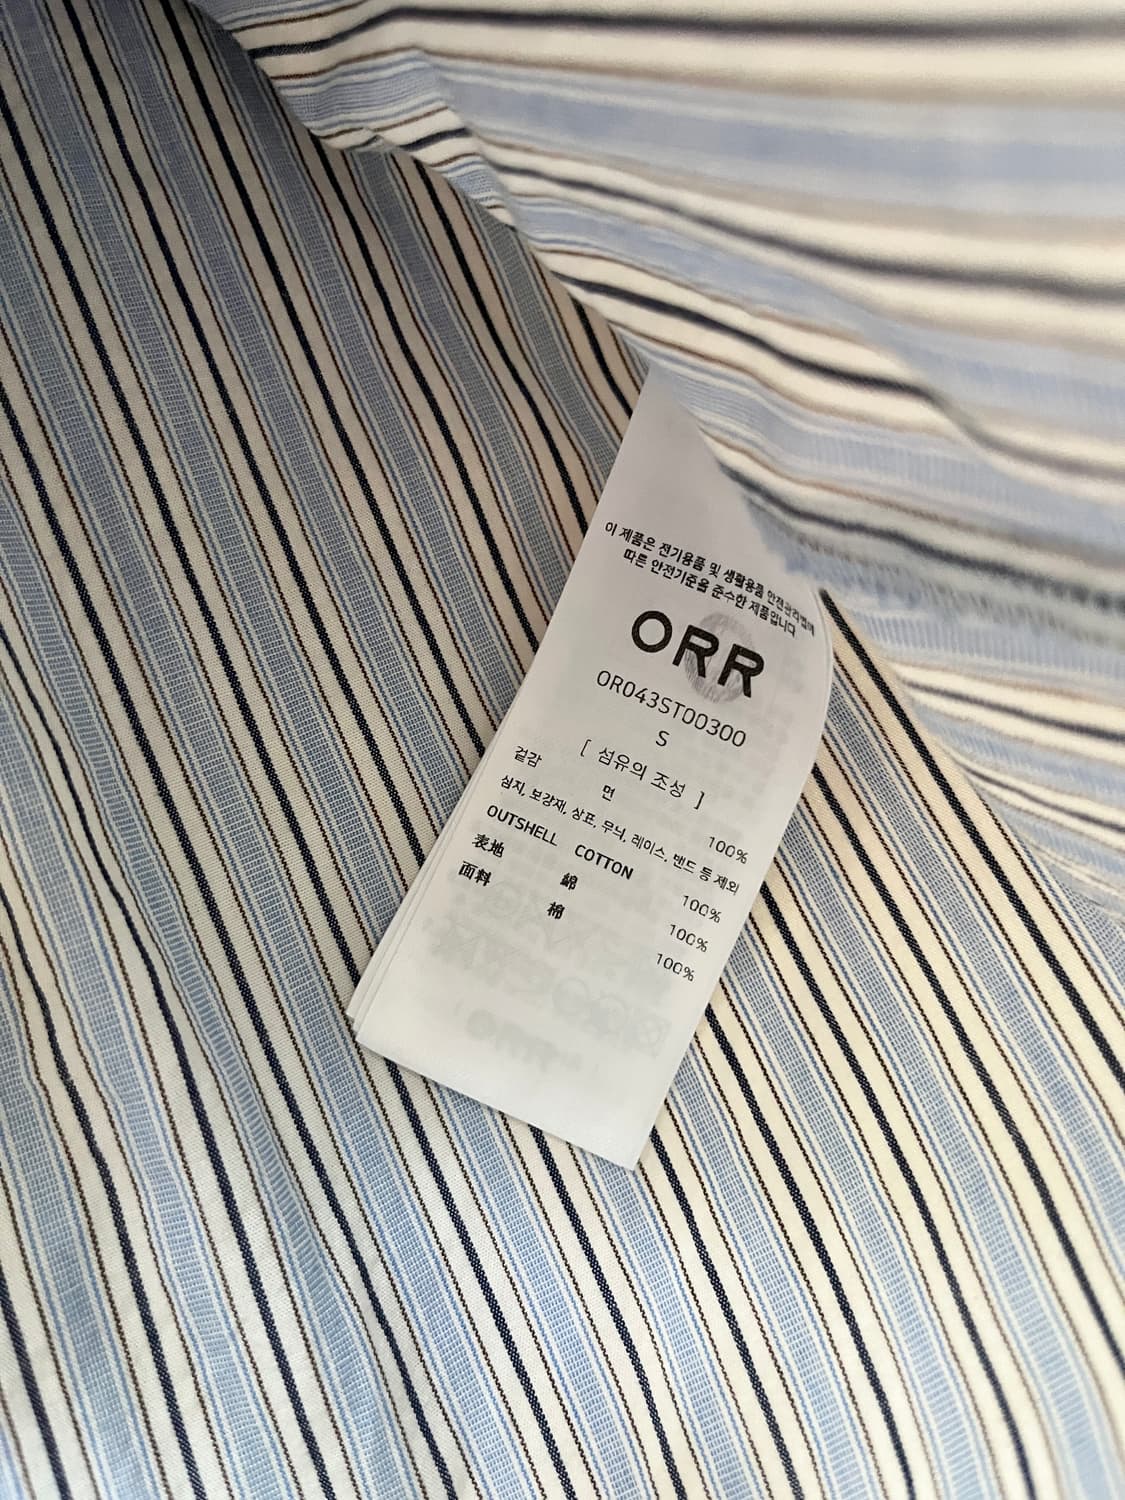 이 제품은 전기용품 및 생활용품 안전관리법에
따른 안전기준을 준수한 제품입니다
ORR
OR043ST00300
S
[ 섬유의 조성 ]
겉감 면 100%
심지, 보강재, 상표, 무늬, 레이스, 밴드 등 제외
OUTSHELL COTTON 100%
表地 綿 100%
面料 棉 100%